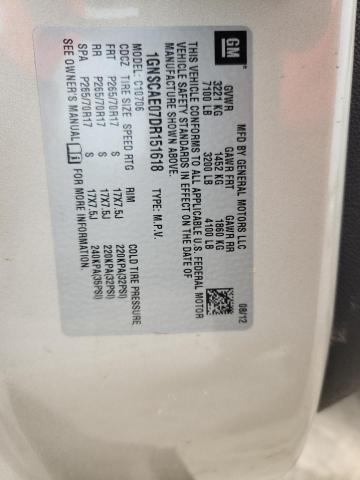 GM
MFD BY GENERAL MOTORS LLC
08/12
GVWR GAWR FRT GAWR RR
3221 KG 1452 KG 1860 KG
7100 LB 3200 LB 4100 LB
THIS VEHICLE CONFORMS TO ALL APPLICABLE U.S. FEDERAL MOTOR
VEHICLE SAFETY STANDARDS IN EFFECT ON THE DATE OF
MANUFACTURE SHOWN ABOVE.
1GNSCAE07DR151618 TYPE: M.P.V.
MODEL: C10706
CDCZ TIRE SIZE SPEED RTG RIM COLD TIRE PRESSURE
FRT P265/70R17 S 17X7.5J 220KPA(32PSI)
RR P265/70R17 S 17X7.5J 220KPA(32PSI)
SPA P265/70R17 S 17X7.5J 240KPA(35PSI)
SEE OWNER'S MANUAL i FOR MORE INFORMATION.